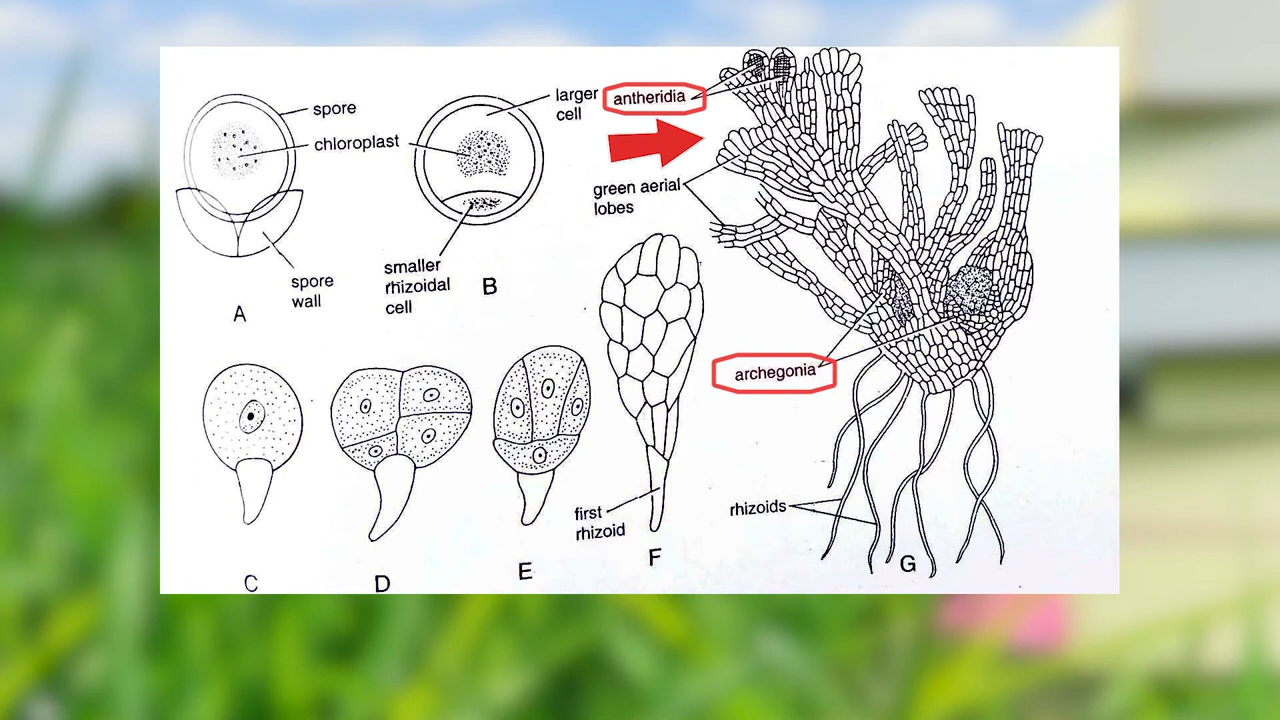 spore
chloroplast
spore
wall
A
larger
cell
smaller
rhizoidal
cell
B
antheridia
green aerial
lobes
archegonia
rhizoids
G
first
rhizoid
F
C
D
E